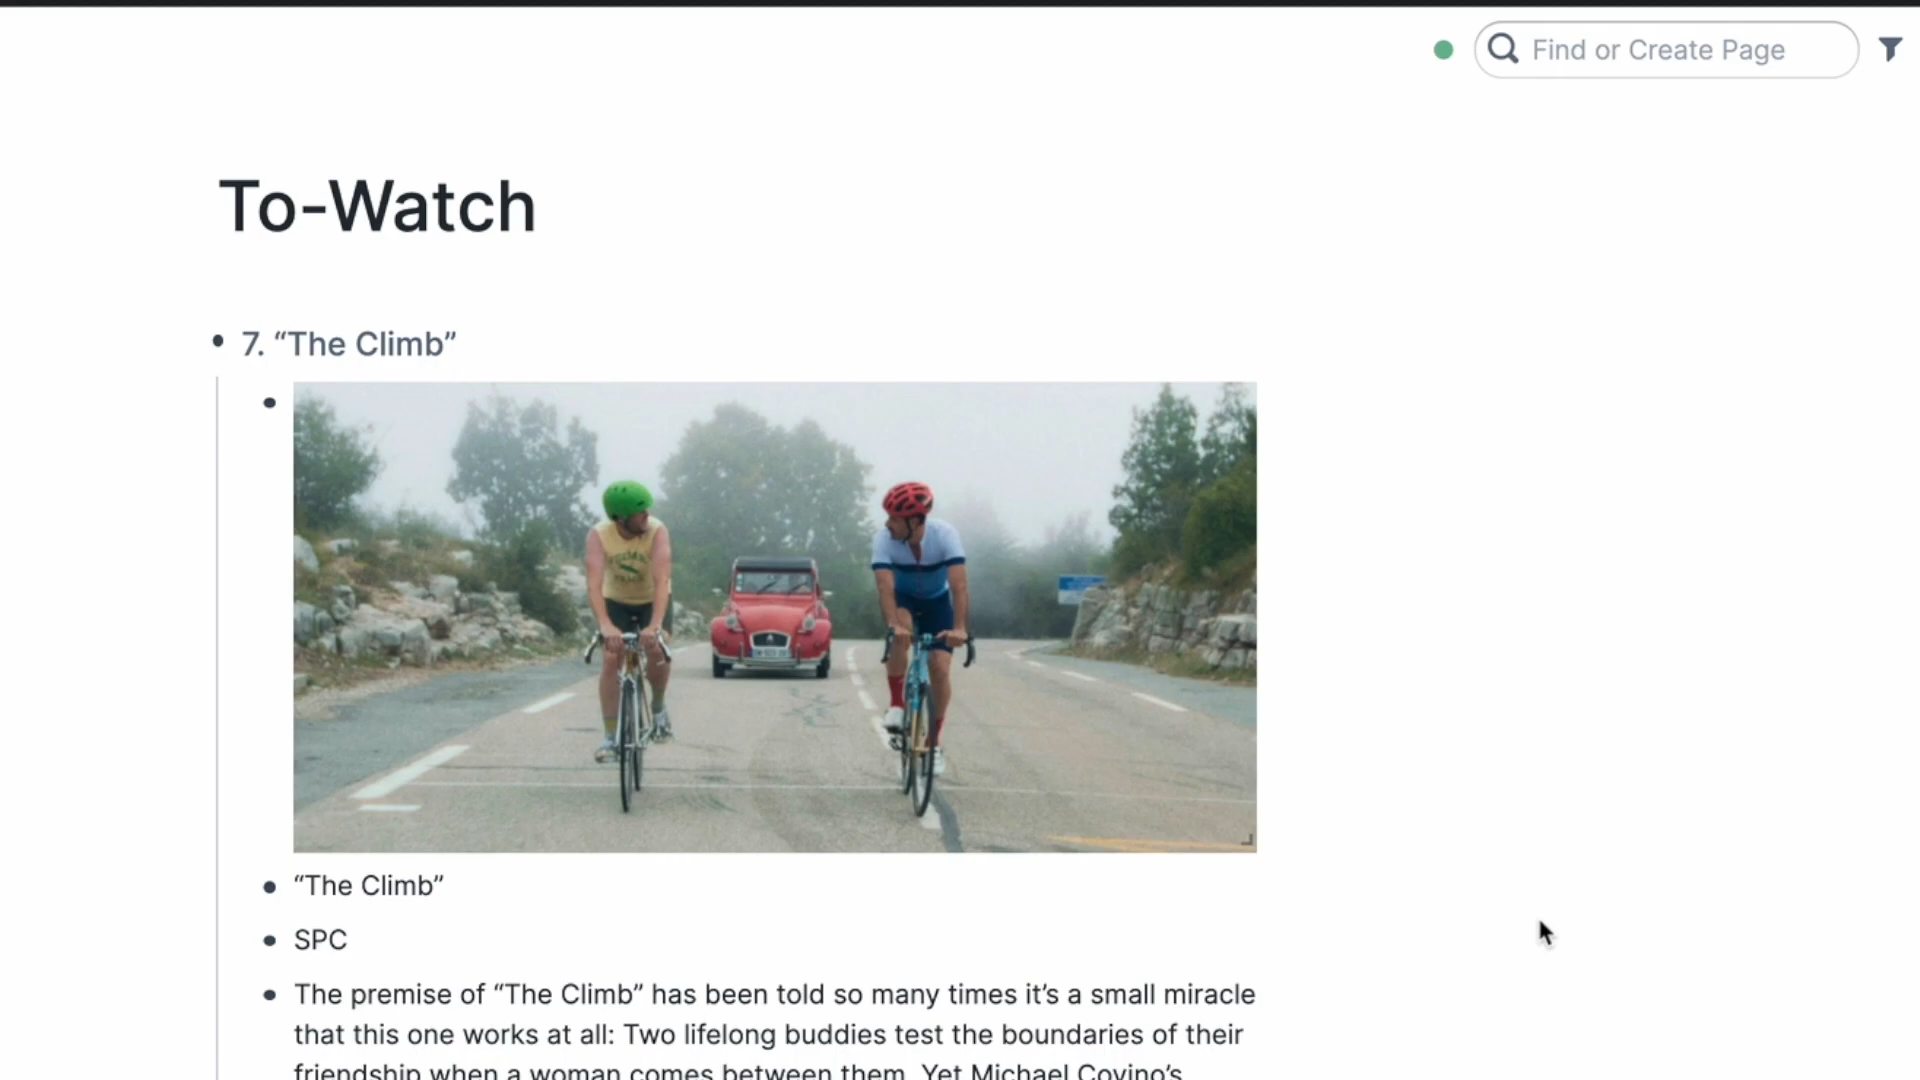 Find or Create Page
To-Watch
7. “The Climb”
“The Climb”
SPC
The premise of “The Climb” has been told so many times it’s a small miracle
that this one works at all: Two lifelong buddies test the boundaries of their
friendship when a woman comes between them. Yet Michael Covino’s